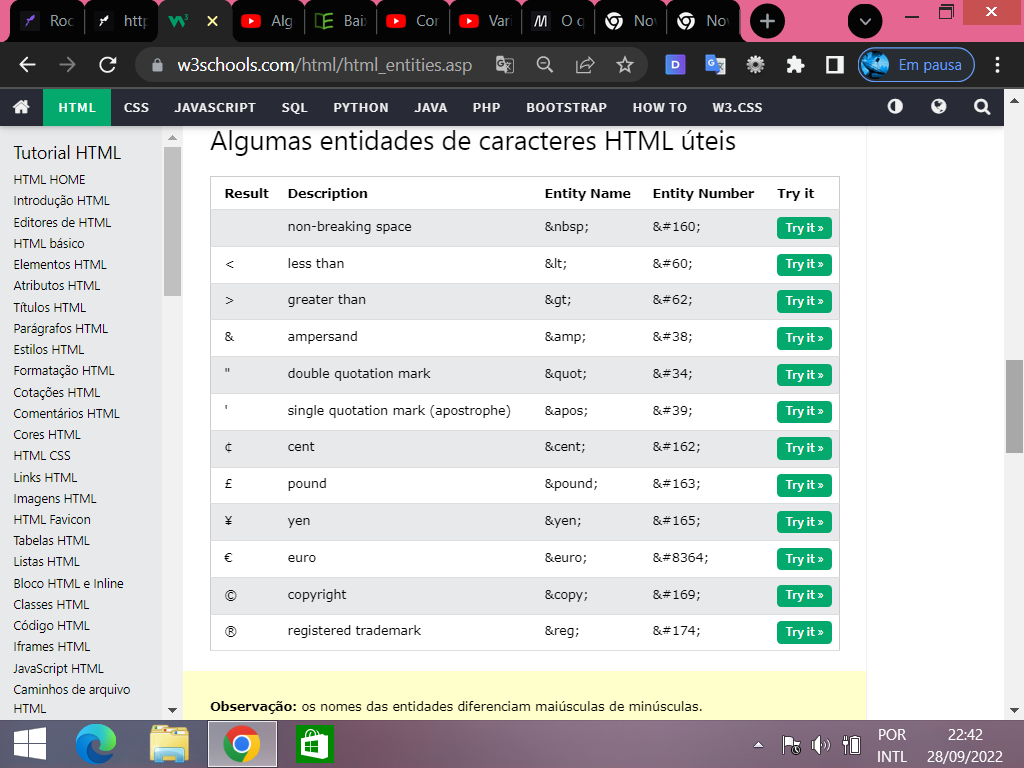 Roc
http
Alg
Bai
Cor
Vari
O q
Nov
Nov
w3schools.com/html/html_entities.asp
Em pausa
HTML CSS JAVASCRIPT SQL PYTHON JAVA PHP BOOTSTRAP HOW TO W3.CSS
Tutorial HTML
HTML HOME
Introdução HTML
Editores de HTML
HTML básico
Elementos HTML
Atributos HTML
Títulos HTML
Parágrafos HTML
Estilos HTML
Formatação HTML
Cotações HTML
Comentários HTML
Cores HTML
HTML CSS
Links HTML
Imagens HTML
HTML Favicon
Tabelas HTML
Listas HTML
Bloco HTML e Inline
Classes HTML
Código HTML
Iframes HTML
JavaScript HTML
Caminhos de arquivo
HTML
Algumas entidades de caracteres HTML úteis
Result Description Entity Name Entity Number Try it
non-breaking space &nbsp; &#160; Try it »
< less than &lt; &#60; Try it »
> greater than &gt; &#62; Try it »
& ampersand &amp; &#38; Try it »
" double quotation mark &quot; &#34; Try it »
' single quotation mark (apostrophe) &apos; &#39; Try it »
¢ cent &cent; &#162; Try it »
£ pound &pound; &#163; Try it »
¥ yen &yen; &#165; Try it »
€ euro &euro; &#8364; Try it »
© copyright &copy; &#169; Try it »
® registered trademark &reg; &#174; Try it »
Observação: os nomes das entidades diferenciam maiúsculas de minúsculas.
POR 22:42
INTL 28/09/2022